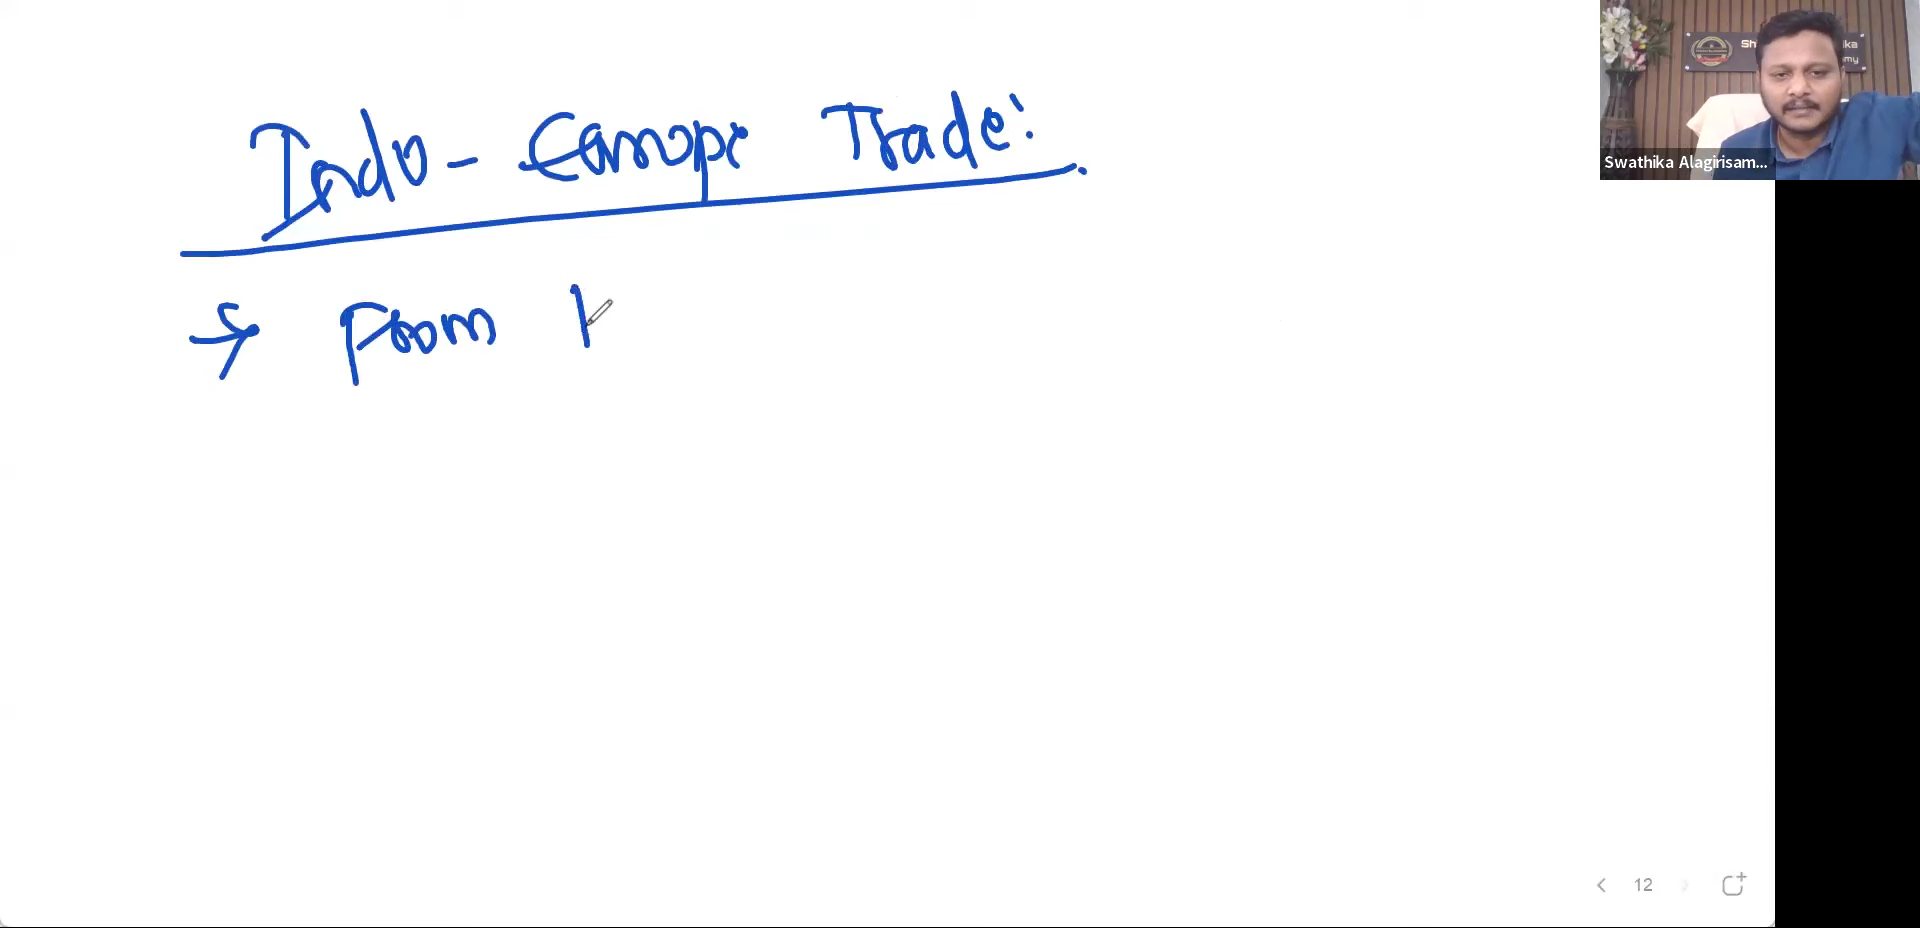 Indo - Europe Trade:
→ From
Swathika Alagirisam...
12